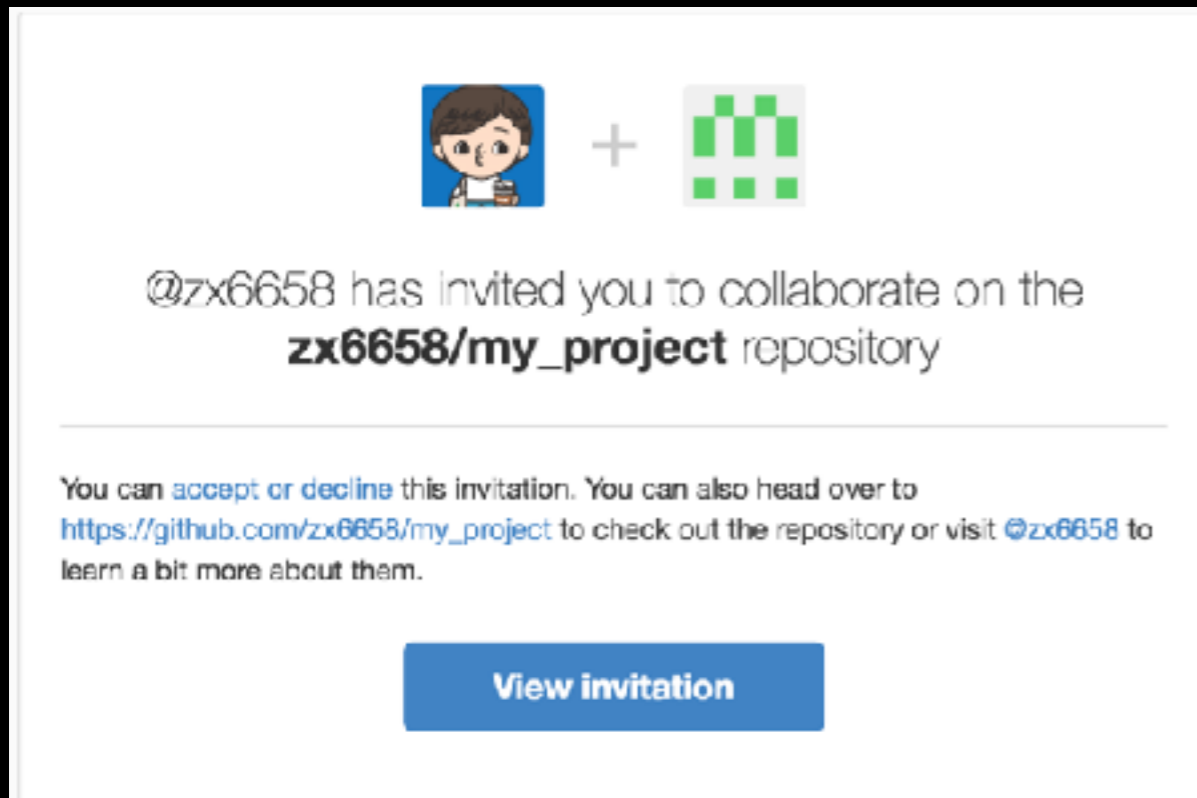 @zx6658 has invited you to collaborate on the
zx6658/my_project repository
You can accept or decline this invitation. You can also head over to
https://github.com/zx6658/my_project to check out the repository or visit @zx6658 to
learn a bit more about them.
View invitation